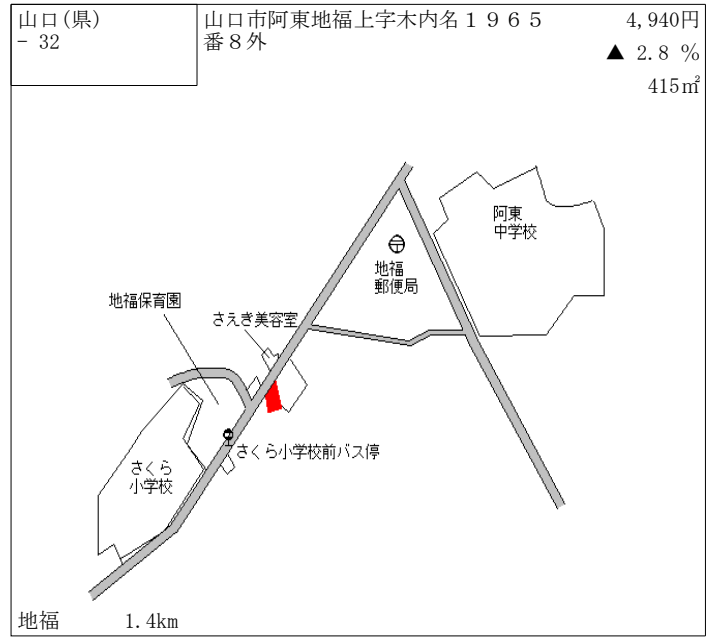 山口(県)
- 32
山口市阿東地福上字木内名１９６５
番８外
4,940円
▲ 2.8 %
415㎡
阿東
中学校
地福
郵便局
地福保育園
さえき美容室
さくら小学校前バス停
さくら
小学校
地福 1.4km